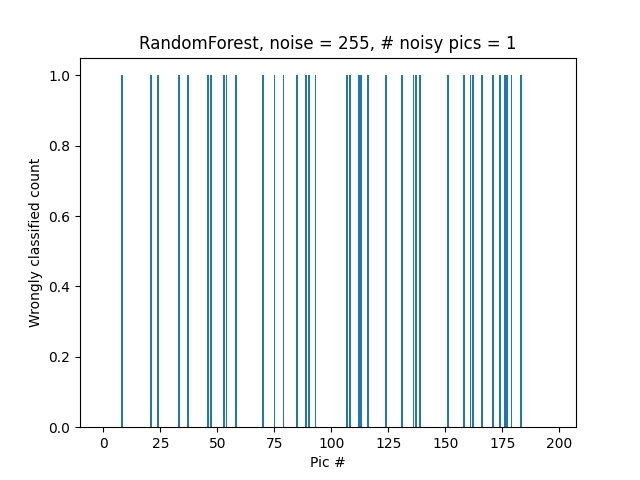 RandomForest, noise = 255, # noisy pics = 1
Wrongly classified count
1.0
0.8
0.6
0.4
0.2
0.0
0 25 50 75 100 125 150 175 200
Pic #